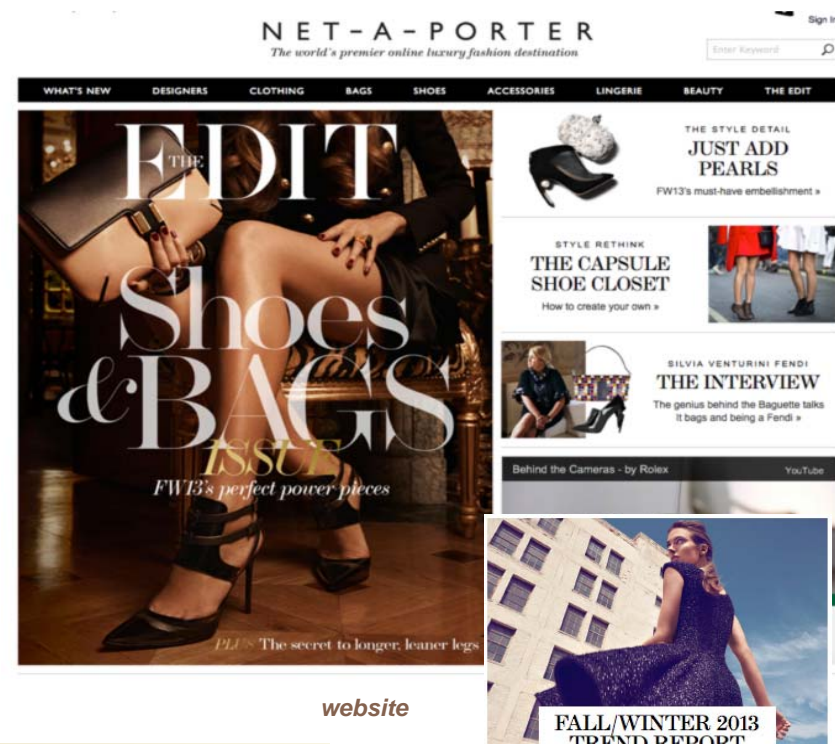 NET-A-PORTER
The world's premier online luxury fashion destination
Sign In
Enter Keyword
WHAT'S NEW DESIGNERS CLOTHING BAGS SHOES ACCESSORIES LINGERIE BEAUTY THE EDIT
THE EDIT
Shoes
& BAGS
ISSUE
FW13's perfect power pieces
PLUS The secret to longer, leaner legs
THE STYLE DETAIL
JUST ADD
PEARLS
FW13's must-have embellishment »
STYLE RETHINK
THE CAPSULE
SHOE CLOSET
How to create your own »
SILVIA VENTURINI FENDI
THE INTERVIEW
The genius behind the Baguette talks
It bags and being a Fendi »
Behind the Cameras - by Rolex YouTube
FALL/WINTER 2013
TREND REPORT
website